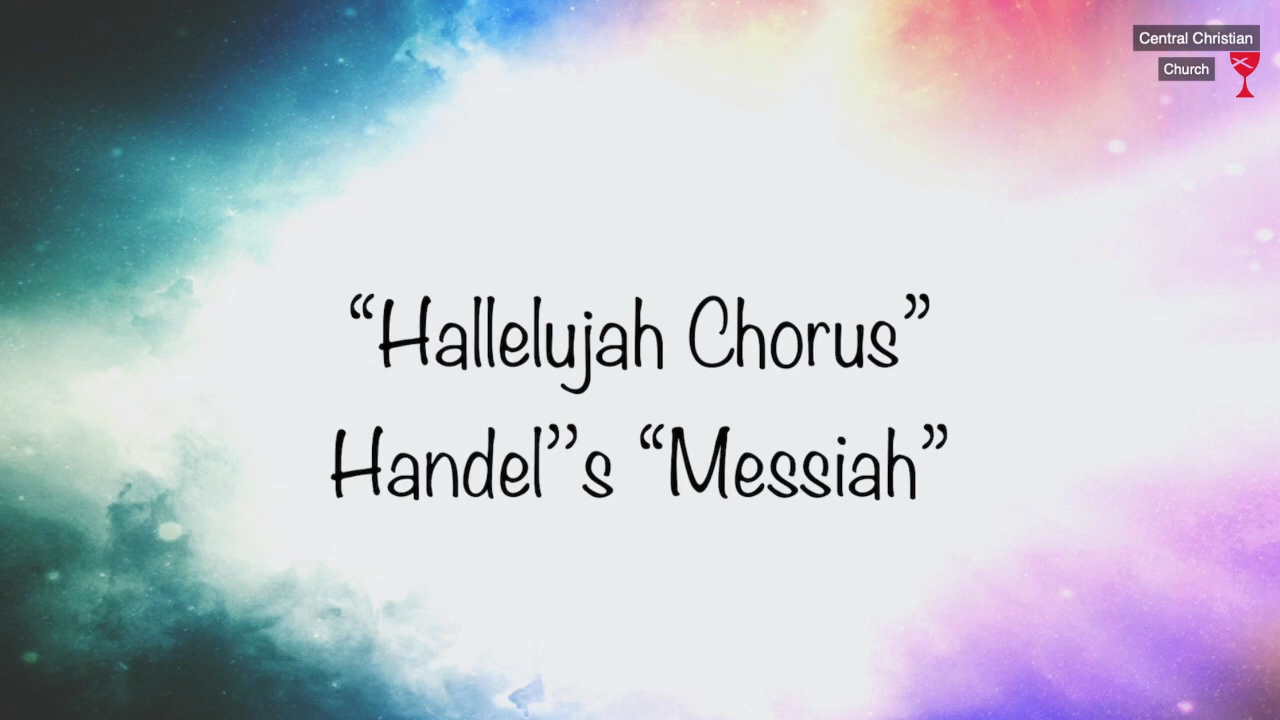 Central Christian
Church
“Hallelujah Chorus”
Handel’’s “Messiah”